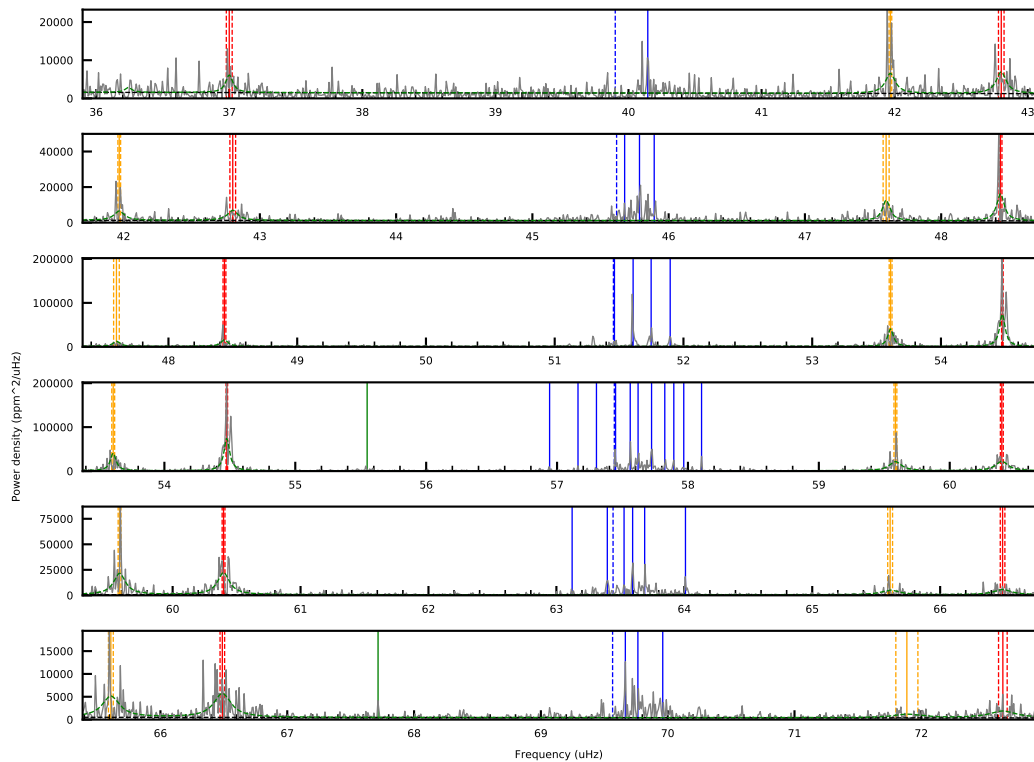 20000
10000
0
36 37 38 39 40 41 42 43
40000
20000
0
42 43 44 45 46 47 48
200000
100000
0
48 49 50 51 52 53 54
Power density (ppm^2/uHz)
200000
100000
0
54 55 56 57 58 59 60
75000
50000
25000
0
60 61 62 63 64 65 66
15000
10000
5000
0
66 67 68 69 70 71 72
Frequency (uHz)